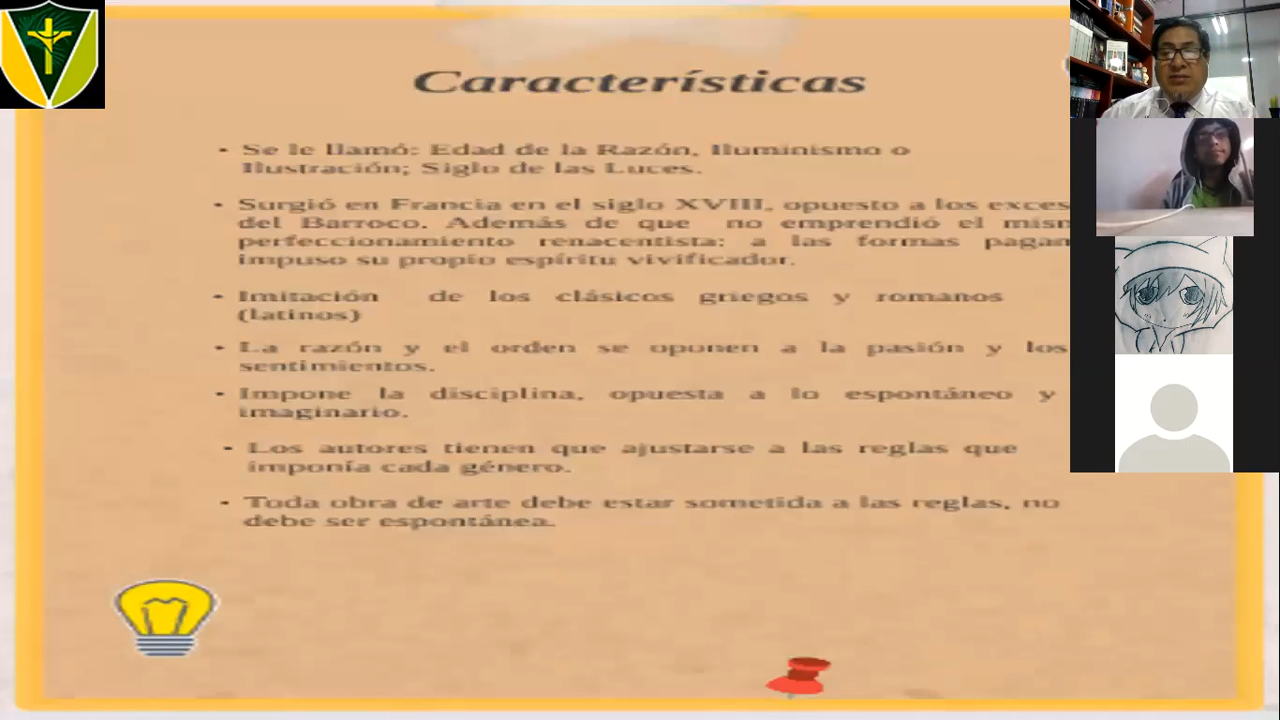 Características
• Se le llamó: Edad de la Razón, Iluminismo o
Ilustración; Siglo de las Luces.
• Surgió en Francia en el siglo XVIII, opuesto a los exces
del Barroco. Además de que no emprendió el mism
perfeccionamiento renacentista: a las formas pagan
impuso su propio espíritu vivificador.
• Imitación de los clásicos griegos y romanos
(latinos)
• La razón y el orden se oponen a la pasión y los
sentimientos.
• Impone la disciplina, opuesta a lo espontáneo y
imaginario.
• Los autores tienen que ajustarse a las reglas que
imponía cada género.
• Toda obra de arte debe estar sometida a las reglas, no
debe ser espontánea.